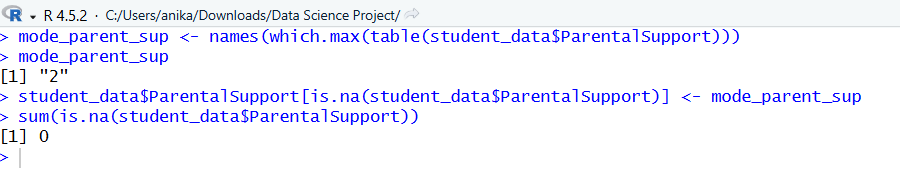 R R 4.5.2 · C:/Users/anika/Downloads/Data Science Project/
> mode_parent_sup <- names(which.max(table(student_data$ParentalSupport)))
> mode_parent_sup
[1] "2"
> student_data$ParentalSupport[is.na(student_data$ParentalSupport)] <- mode_parent_sup
> sum(is.na(student_data$ParentalSupport))
[1] 0
>